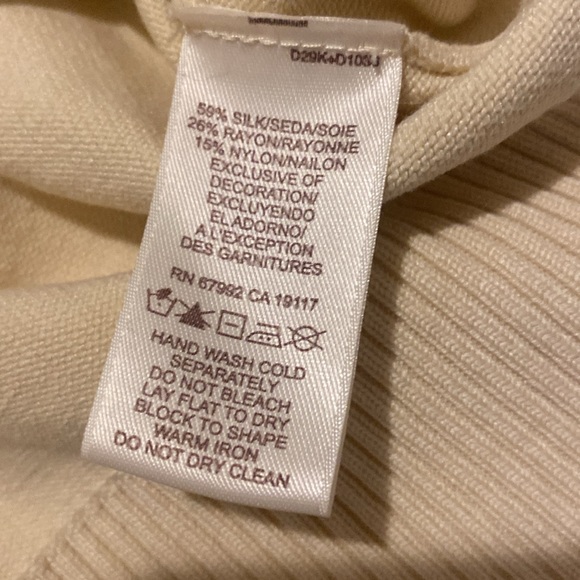 D29K+D103J
59% SILK/SEDA/SOIE
26% RAYON/RAYONNE
15% NYLON/NAILON
EXCLUSIVE OF
DECORATION/
EXCLUYENDO
EL ADORNO/
A L'EXCEPTION
DES GARNITURES
RN 67992 CA 19117
HAND WASH COLD
SEPARATELY
DO NOT BLEACH
LAY FLAT TO DRY
BLOCK TO SHAPE
WARM IRON
DO NOT DRY CLEAN